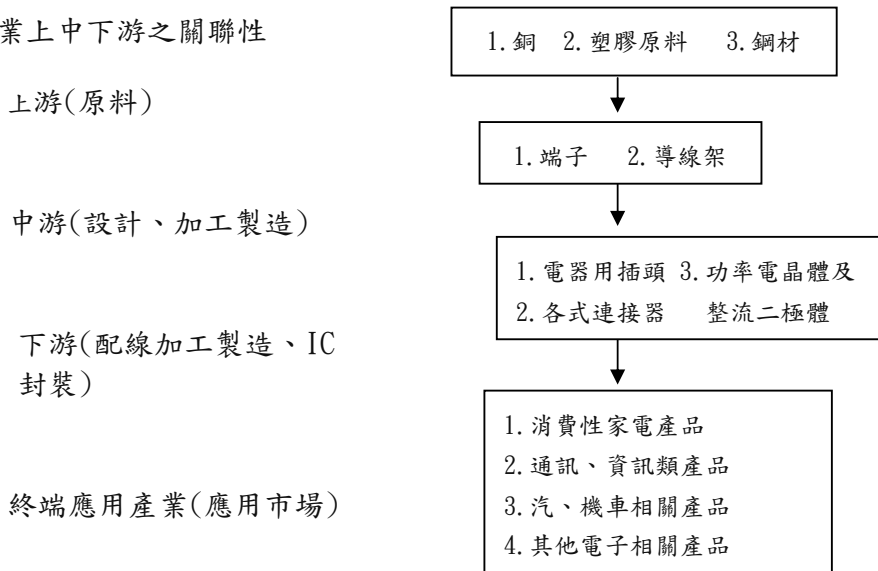 業上中下游之關聯性
1.銅 2.塑膠原料 3.鋼材
上游(原料)
1.端子 2.導線架
中游(設計、加工製造)
1.電器用插頭 3.功率電晶體及
2.各式連接器 整流二極體
下游(配線加工製造、IC
封裝)
1.消費性家電產品
2.通訊、資訊類產品
3.汽、機車相關產品
4.其他電子相關產品
終端應用產業(應用市場)